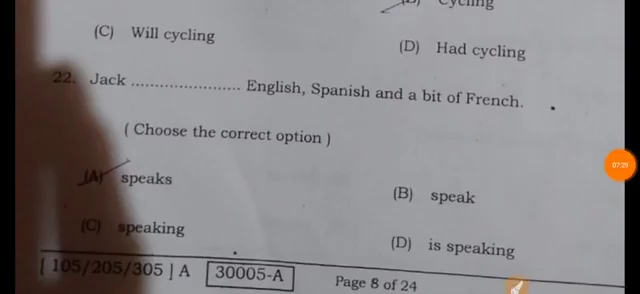 Cycling
(C) Will cycling
(D) Had cycling
22. Jack ....................... English, Spanish and a bit of French.
( Choose the correct option )
(A) speaks
(B) speak
(C) speaking
(D) is speaking
[ 105/205/305 ] A 30005-A Page 8 of 24